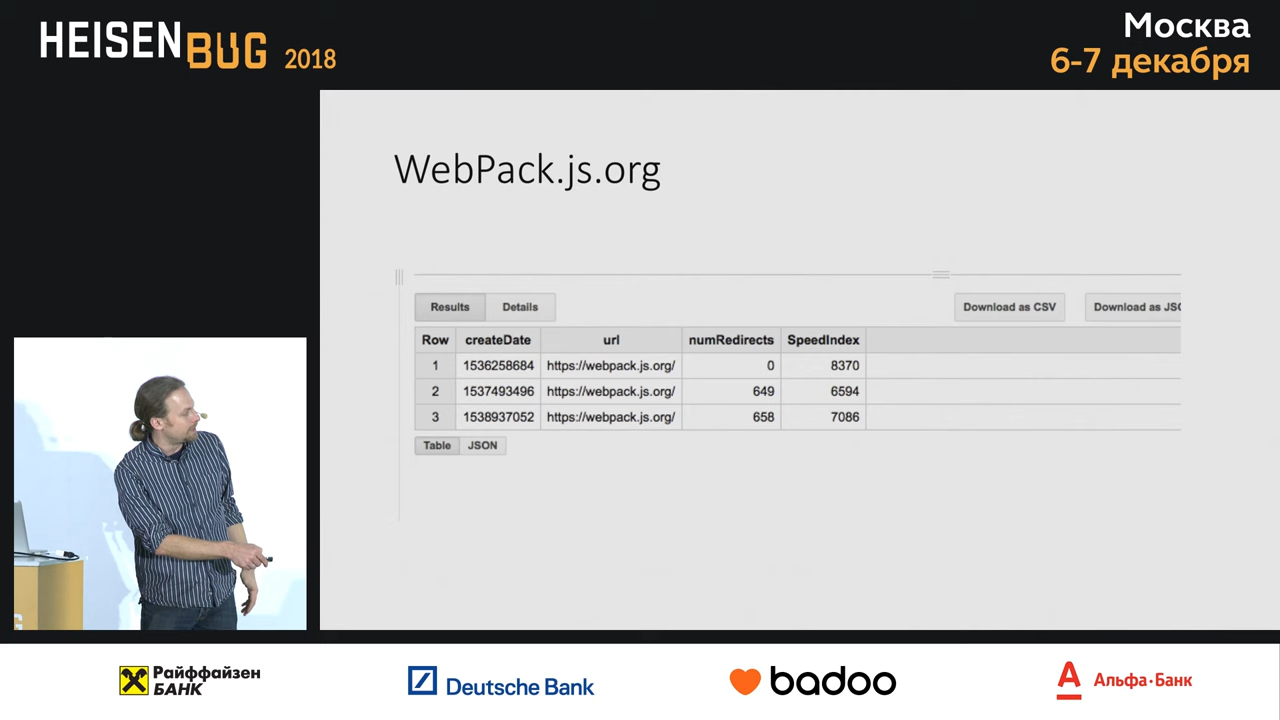 HEISENBUG 2018
Москва
6-7 декабря
WebPack.js.org
Results Details Download as CSV Download as JSO
Row createDate url numRedirects SpeedIndex
1 1536258684 https://webpack.js.org/ 0 8370
2 1537493496 https://webpack.js.org/ 649 6594
3 1538937052 https://webpack.js.org/ 658 7086
Table JSON
Райффайзен
БАНК
Deutsche Bank
badoo
Альфа·Банк